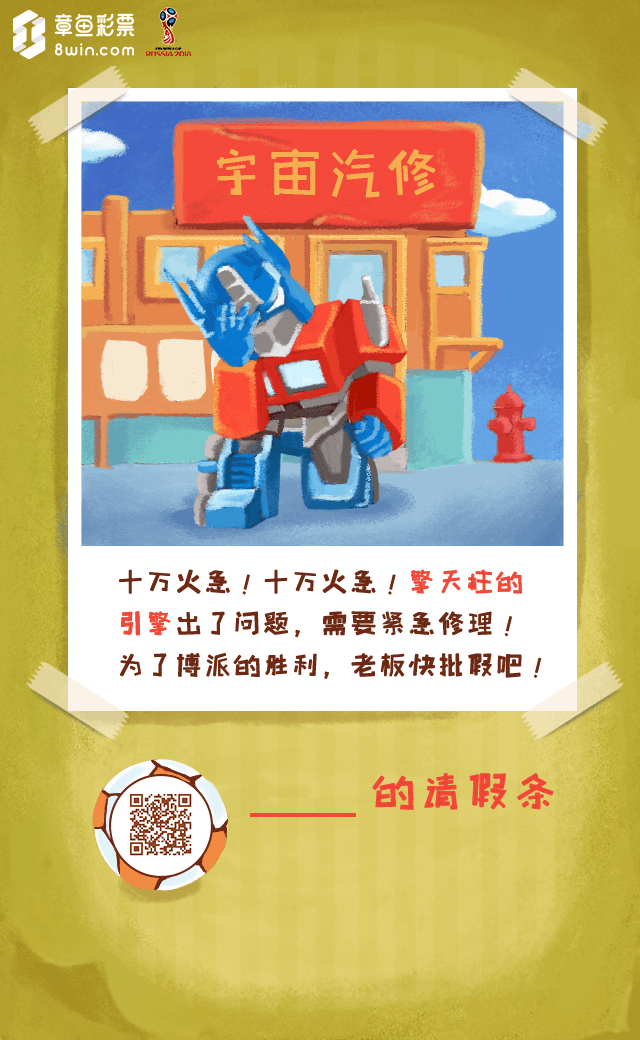 章鱼彩票
8win.com
RUSSIA 2018
宇宙汽修
十万火急！十万火急！擎天柱的
引擎出了问题，需要紧急修理！
为了博派的胜利，老板快批假吧！
的请假条